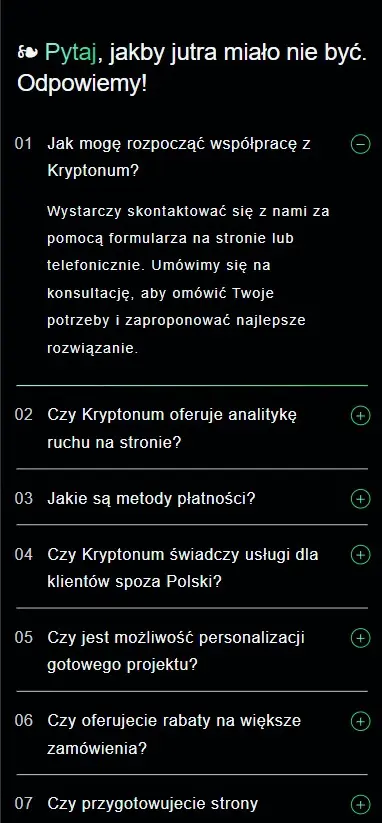 ❧ Pytaj, jakby jutra miało nie być.
Odpowiemy!
01 Jak mogę rozpocząć współpracę z
Kryptonum?
Wystarczy skontaktować się z nami za
pomocą formularza na stronie lub
telefonicznie. Umówimy się na
konsultację, aby omówić Twoje
potrzeby i zaproponować najlepsze
rozwiązanie.
02 Czy Kryptonum oferuje analitykę
ruchu na stronie?
03 Jakie są metody płatności?
04 Czy Kryptonum świadczy usługi dla
klientów spoza Polski?
05 Czy jest możliwość personalizacji
gotowego projektu?
06 Czy oferujecie rabaty na większe
zamówienia?
07 Czy przygotowujecie strony